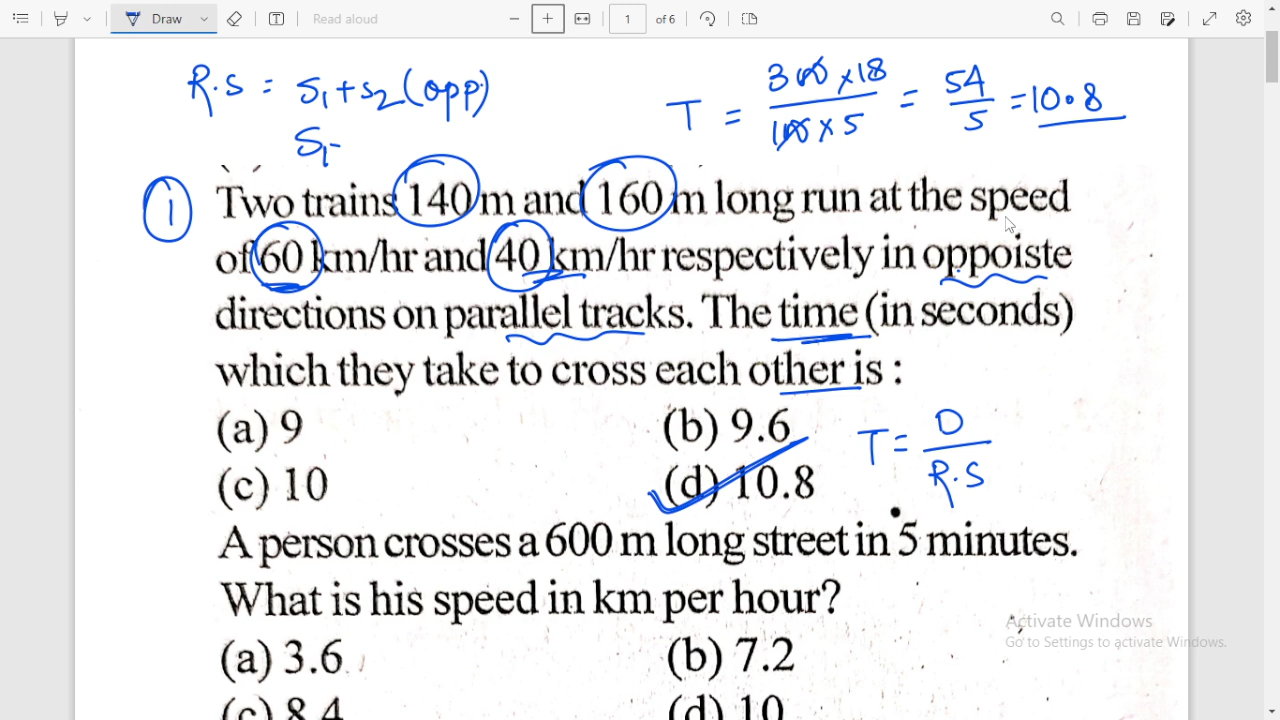 Draw
Read aloud
1 of 6
R.S = S1+S2(opp)
S1-
T = 300×18 / 100×5 = 54/5 = 10.8
① Two trains 140 m and 160 m long run at the speed
of 60 km/hr and 40 km/hr respectively in oppoiste
directions on parallel tracks. The time (in seconds)
which they take to cross each other is :
(a) 9 (b) 9.6
(c) 10 (d) 10.8
T = D / R.S
A person crosses a 600 m long street in 5 minutes.
What is his speed in km per hour?
(a) 3.6 (b) 7.2
(c) 8.4 (d) 10
Activate Windows
Go to Settings to activate Windows.